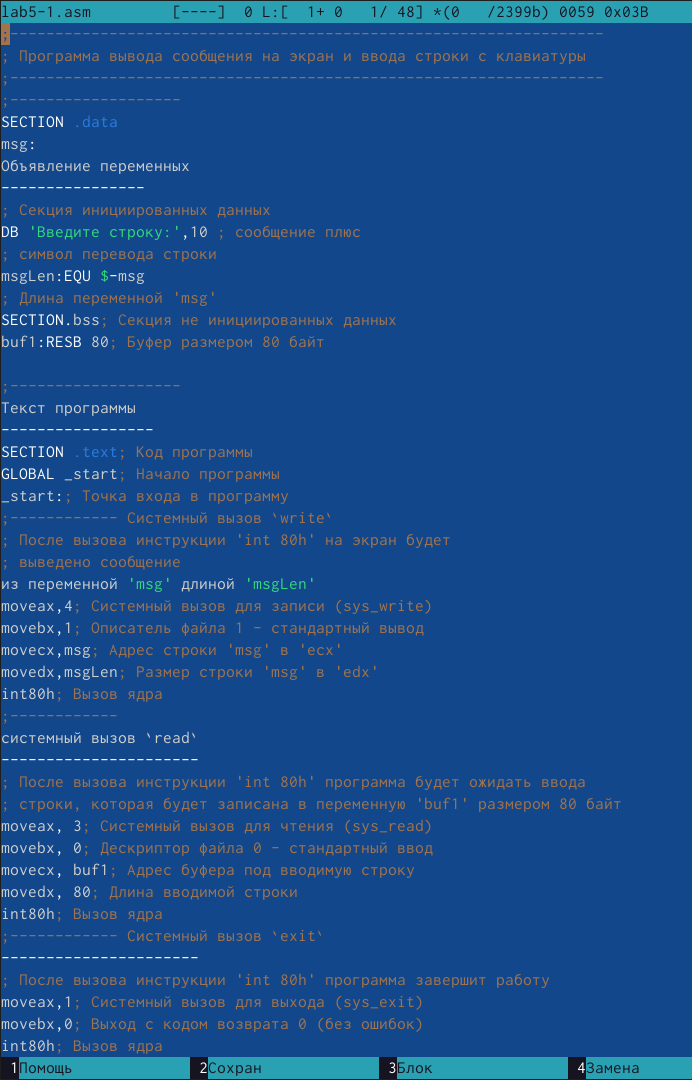 lab5-1.asm [----] 0 L:[ 1+ 0 1/ 48] *(0 /2399b) 0059 0x03B
;------------------------------------------------------------------
; Программа вывода сообщения на экран и ввода строки с клавиатуры
;------------------------------------------------------------------
;-------------------
SECTION .data
msg:
Объявление переменных
----------------
; Секция инициированных данных
DB 'Введите строку:',10 ; сообщение плюс
; символ перевода строки
msgLen:EQU $-msg
; Длина переменной 'msg'
SECTION.bss; Секция не инициированных данных
buf1:RESB 80; Буфер размером 80 байт
;-------------------
Текст программы
-----------------
SECTION .text; Код программы
GLOBAL _start; Начало программы
_start:; Точка входа в программу
;------------ Системный вызов `write`
; После вызова инструкции 'int 80h' на экран будет
; выведено сообщение
из переменной 'msg' длиной 'msgLen'
moveax,4; Системный вызов для записи (sys_write)
movebx,1; Описатель файла 1 - стандартный вывод
movecx,msg; Адрес строки 'msg' в 'ecx'
movedx,msgLen; Размер строки 'msg' в 'edx'
int80h; Вызов ядра
;------------
системный вызов `read`
----------------------
; После вызова инструкции 'int 80h' программа будет ожидать ввода
; строки, которая будет записана в переменную 'buf1' размером 80 байт
moveax, 3; Системный вызов для чтения (sys_read)
movebx, 0; Дескриптор файла 0 - стандартный ввод
movecx, buf1; Адрес буфера под вводимую строку
movedx, 80; Длина вводимой строки
int80h; Вызов ядра
;------------ Системный вызов `exit`
----------------------
; После вызова инструкции 'int 80h' программа завершит работу
moveax,1; Системный вызов для выхода (sys_exit)
movebx,0; Выход с кодом возврата 0 (без ошибок)
int80h; Вызов ядра
1Помощь 2Сохран 3Блок 4Замена